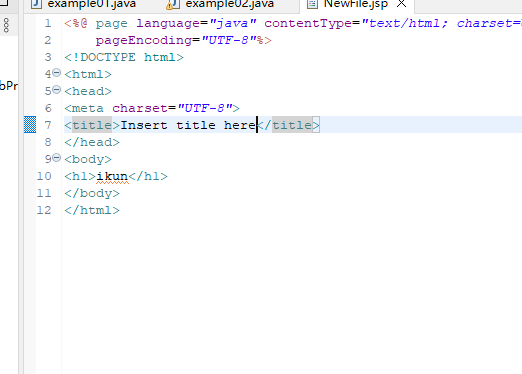 example01.java example02.java NewFile.jsp
1 <%@ page language="java" contentType="text/html; charset=
2 pageEncoding="UTF-8"%>
3 <!DOCTYPE html>
4 <html>
5 <head>
6 <meta charset="UTF-8">
7 <title>Insert title here</title>
8 </head>
9 <body>
bPr
10 <h1>ikun</h1>
11 </body>
12 </html>